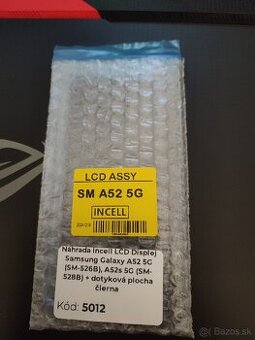 LCD ASSY
SM A52 5G
INCELL
Náhrada Incell LCD Displej
Samsung Galaxy A52 5G
(SM-526B), A52s 5G (SM-
528B) + dotyková plocha
čierna
Kód: 5012
Bazos.sk